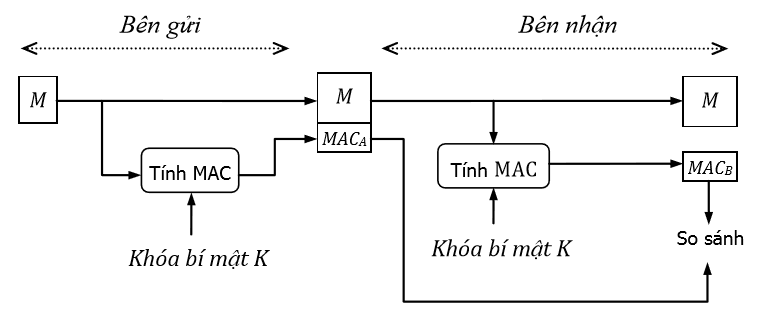 Bên gửi
Bên nhận
M
M
M
MAC_A
Tính MAC
Tính MAC
MAC_B
Khóa bí mật K
Khóa bí mật K
So sánh